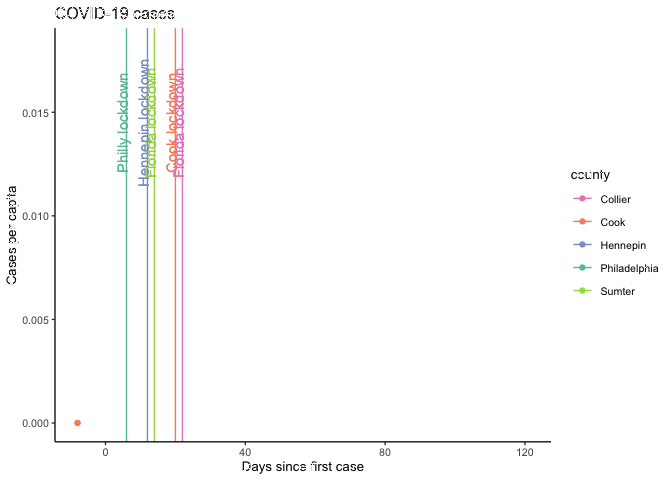 COVID-19 cases
Philly lockdown
Hennepin lockdown
Florida lockdown
Cook lockdown
Florida lockdown
0.015
0.010
0.005
0.000
Cases per capita
0
40
80
120
Days since first case
county
Collier
Cook
Hennepin
Philadelphia
Sumter